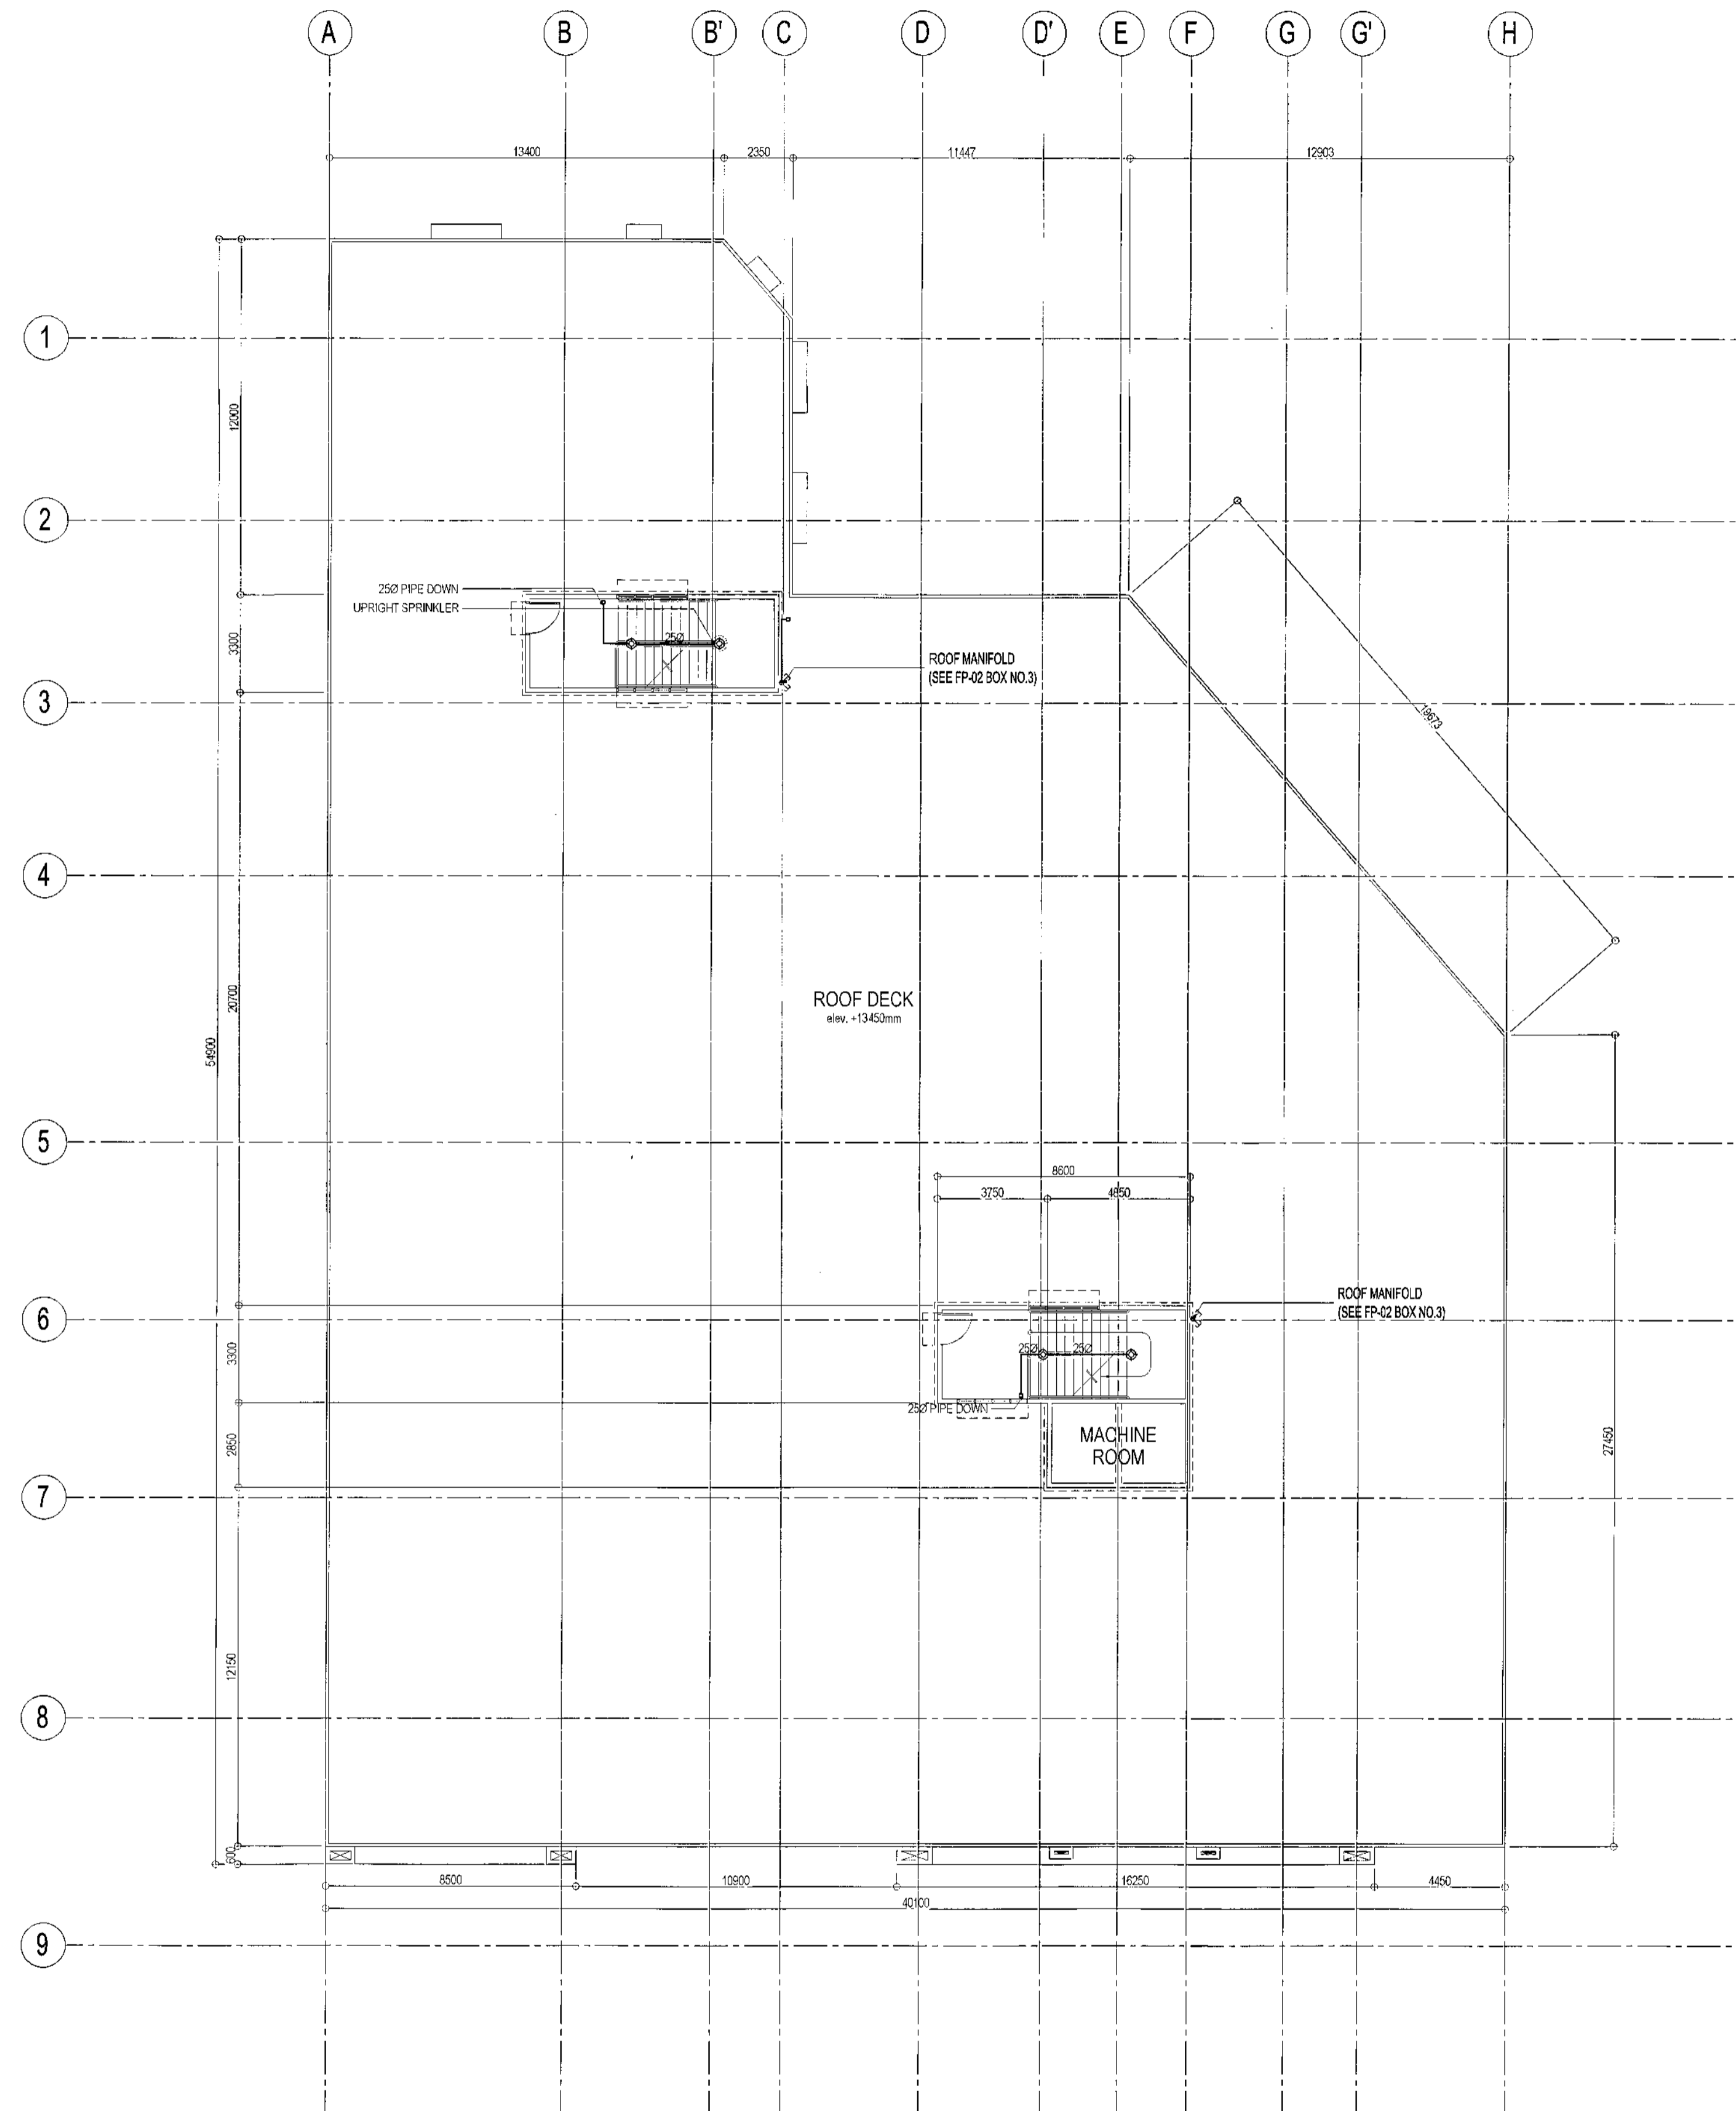 A
B
B'
C
D
D'
E
F
G
G'
H
13400
2350
11447
12903
1
12000
2
25Ø PIPE DOWN
UPRIGHT SPRINKLER
25Ø
3300
ROOF MANIFOLD
(SEE FP-02 BOX NO.3)
3
19673
4
20700
54900
ROOF DECK
elev. +13450mm
5
8600
3750
4850
6
ROOF MANIFOLD
(SEE FP-02 BOX NO.3)
3300
25Ø
25Ø
25Ø PIPE DOWN
2850
MACHINE
ROOM
27450
7
12150
8
600
8500
10900
16250
4450
40100
9